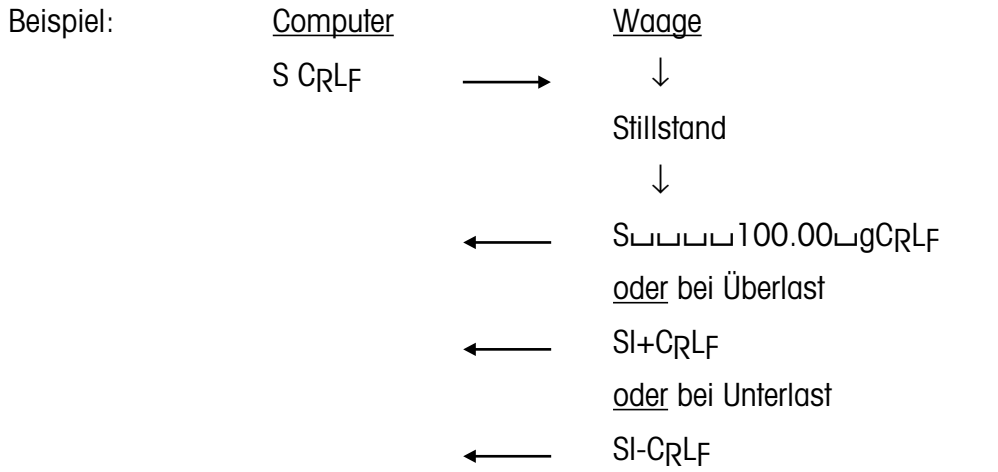 Beispiel: Computer Waage
S CRLF → ↓
Stillstand
↓
← S␣␣␣␣100.00␣gCRLF
oder bei Überlast
← SI+CRLF
oder bei Unterlast
← SI-CRLF